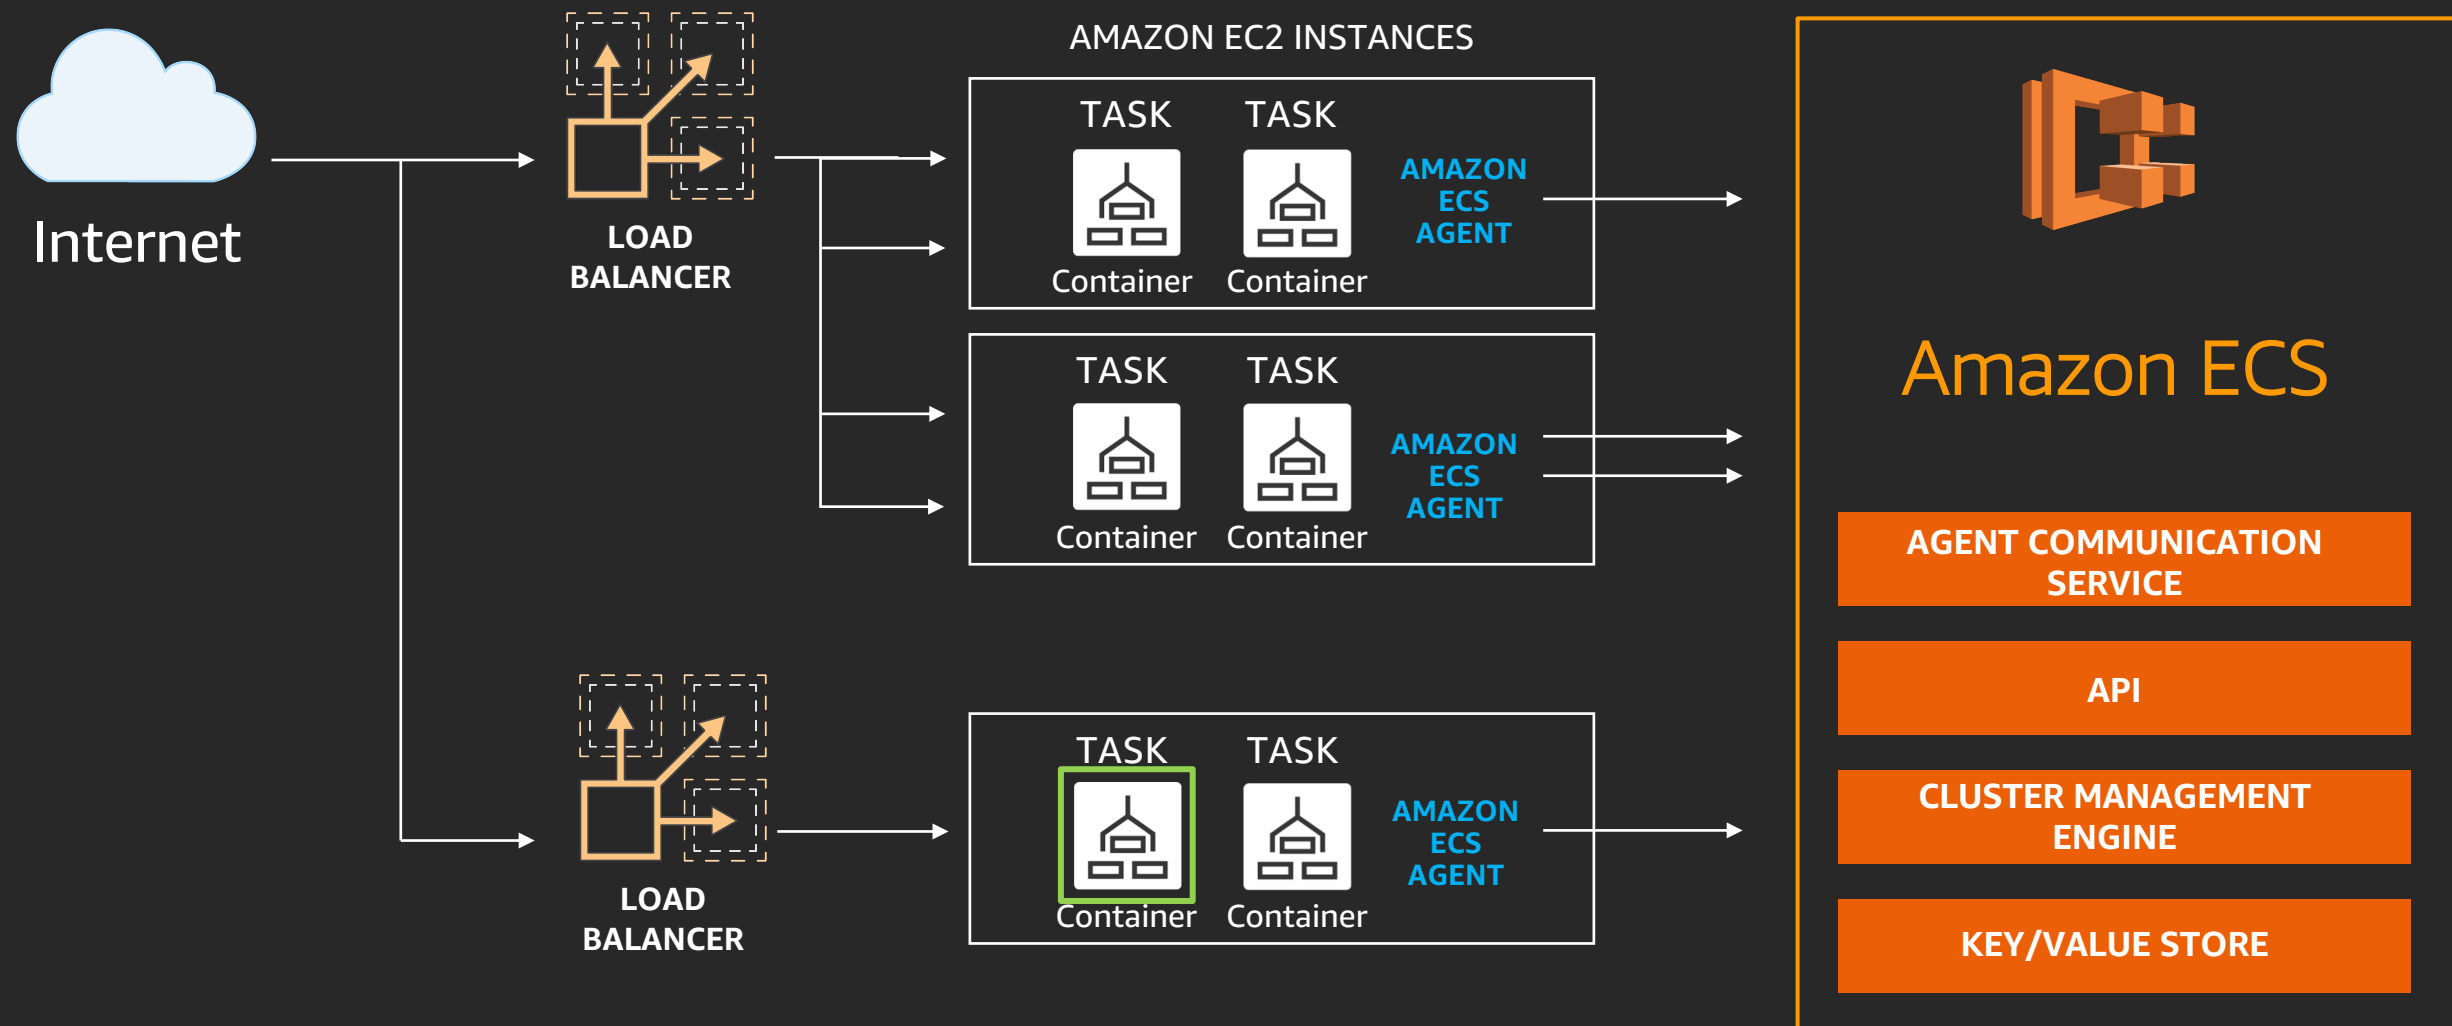 Internet
LOAD
BALANCER
AMAZON EC2 INSTANCES
TASK TASK
AMAZON
ECS
AGENT
Container Container
TASK TASK
AMAZON
ECS
AGENT
Container Container
LOAD
BALANCER
TASK TASK
AMAZON
ECS
AGENT
Container Container
Amazon ECS
AGENT COMMUNICATION
SERVICE
API
CLUSTER MANAGEMENT
ENGINE
KEY/VALUE STORE